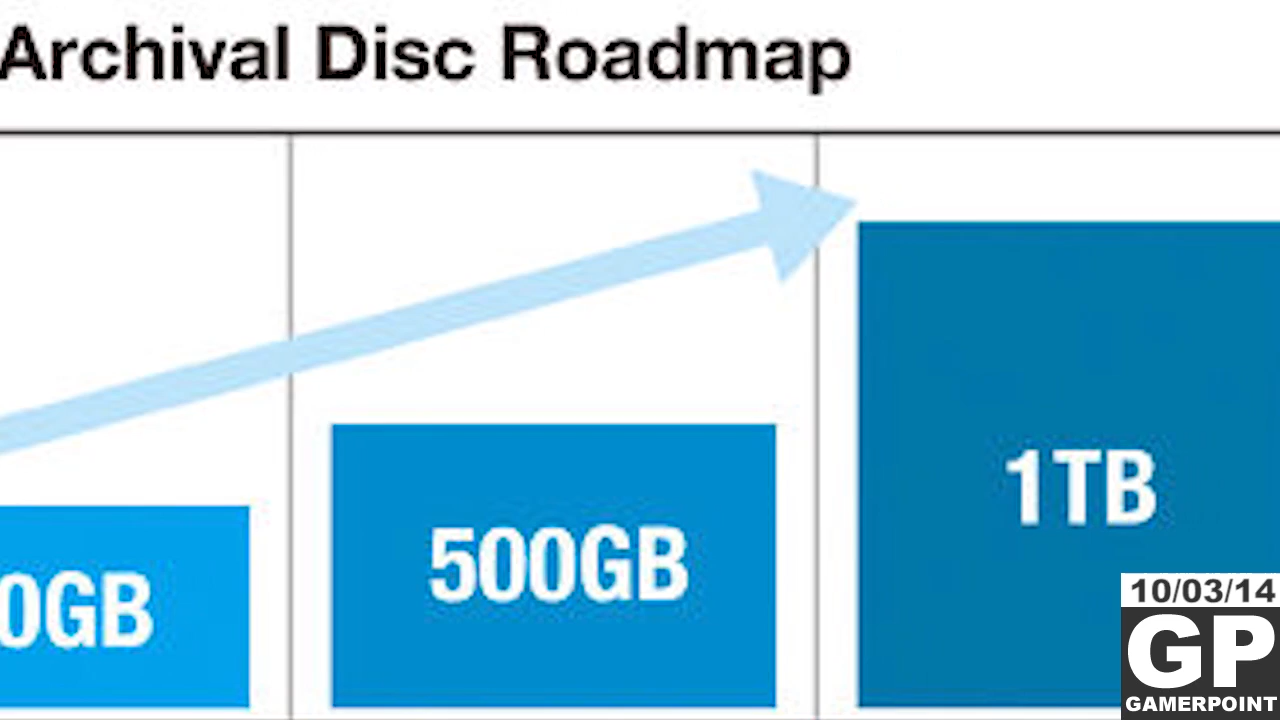 Archival Disc Roadmap
0GB
500GB
1TB
10/03/14
GP
GAMERPOINT